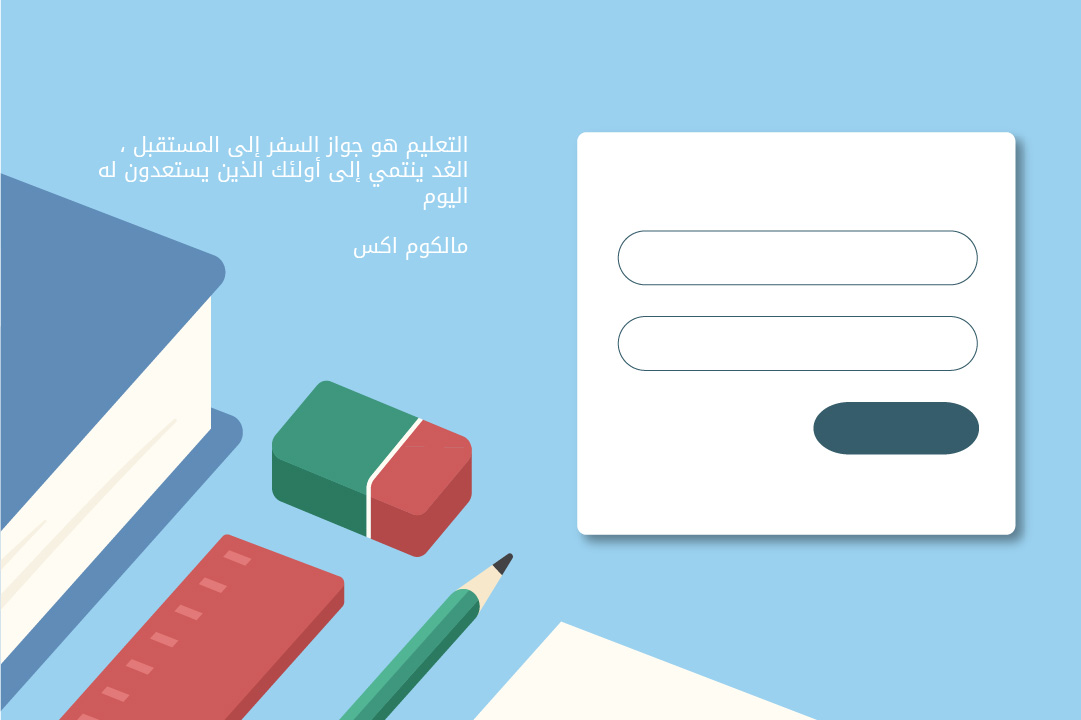 التعليم هو جواز السفر إلى المستقبل ،
الغد ينتمي إلى أولئك الذين يستعدون له
اليوم
مالكوم اكس